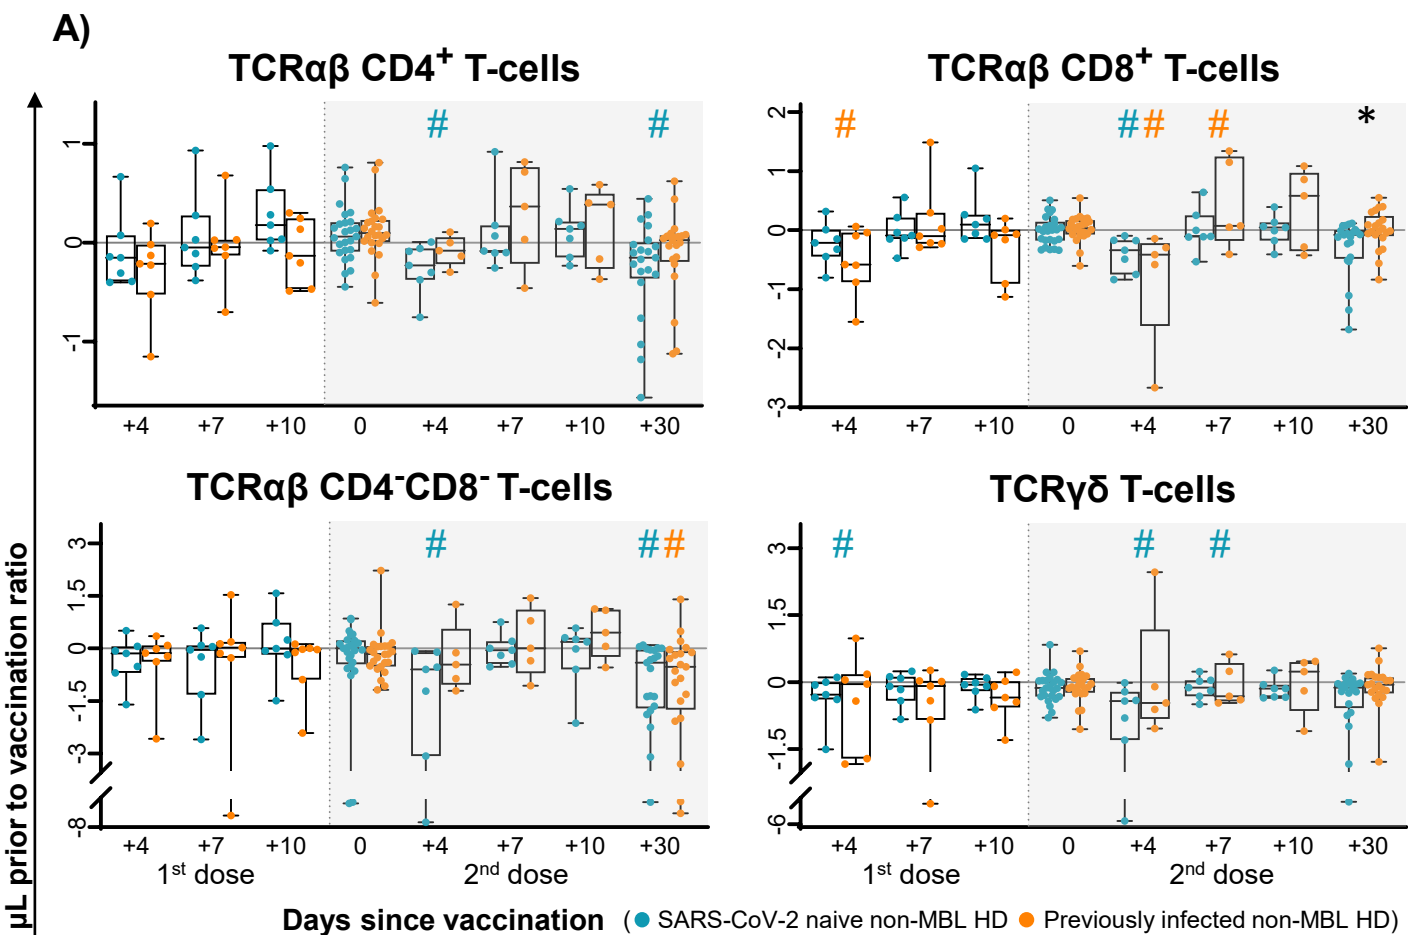 A)
TCRαβ CD4⁺ T-cells
TCRαβ CD8⁺ T-cells
# #
# # # # *
1
0
-1
2
1
0
-1
-2
-3
+4 +7 +10 0 +4 +7 +10 +30
+4 +7 +10 0 +4 +7 +10 +30
TCRαβ CD4⁻CD8⁻ T-cells
TCRγδ T-cells
# # #
# # #
3
1.5
0
-1.5
-3
-8
3
1.5
0
-1.5
-6
+4 +7 +10 0 +4 +7 +10 +30
+4 +7 +10 0 +4 +7 +10 +30
1st dose 2nd dose
1st dose 2nd dose
µL prior to vaccination ratio
Days since vaccination ( SARS-CoV-2 naive non-MBL HD Previously infected non-MBL HD)